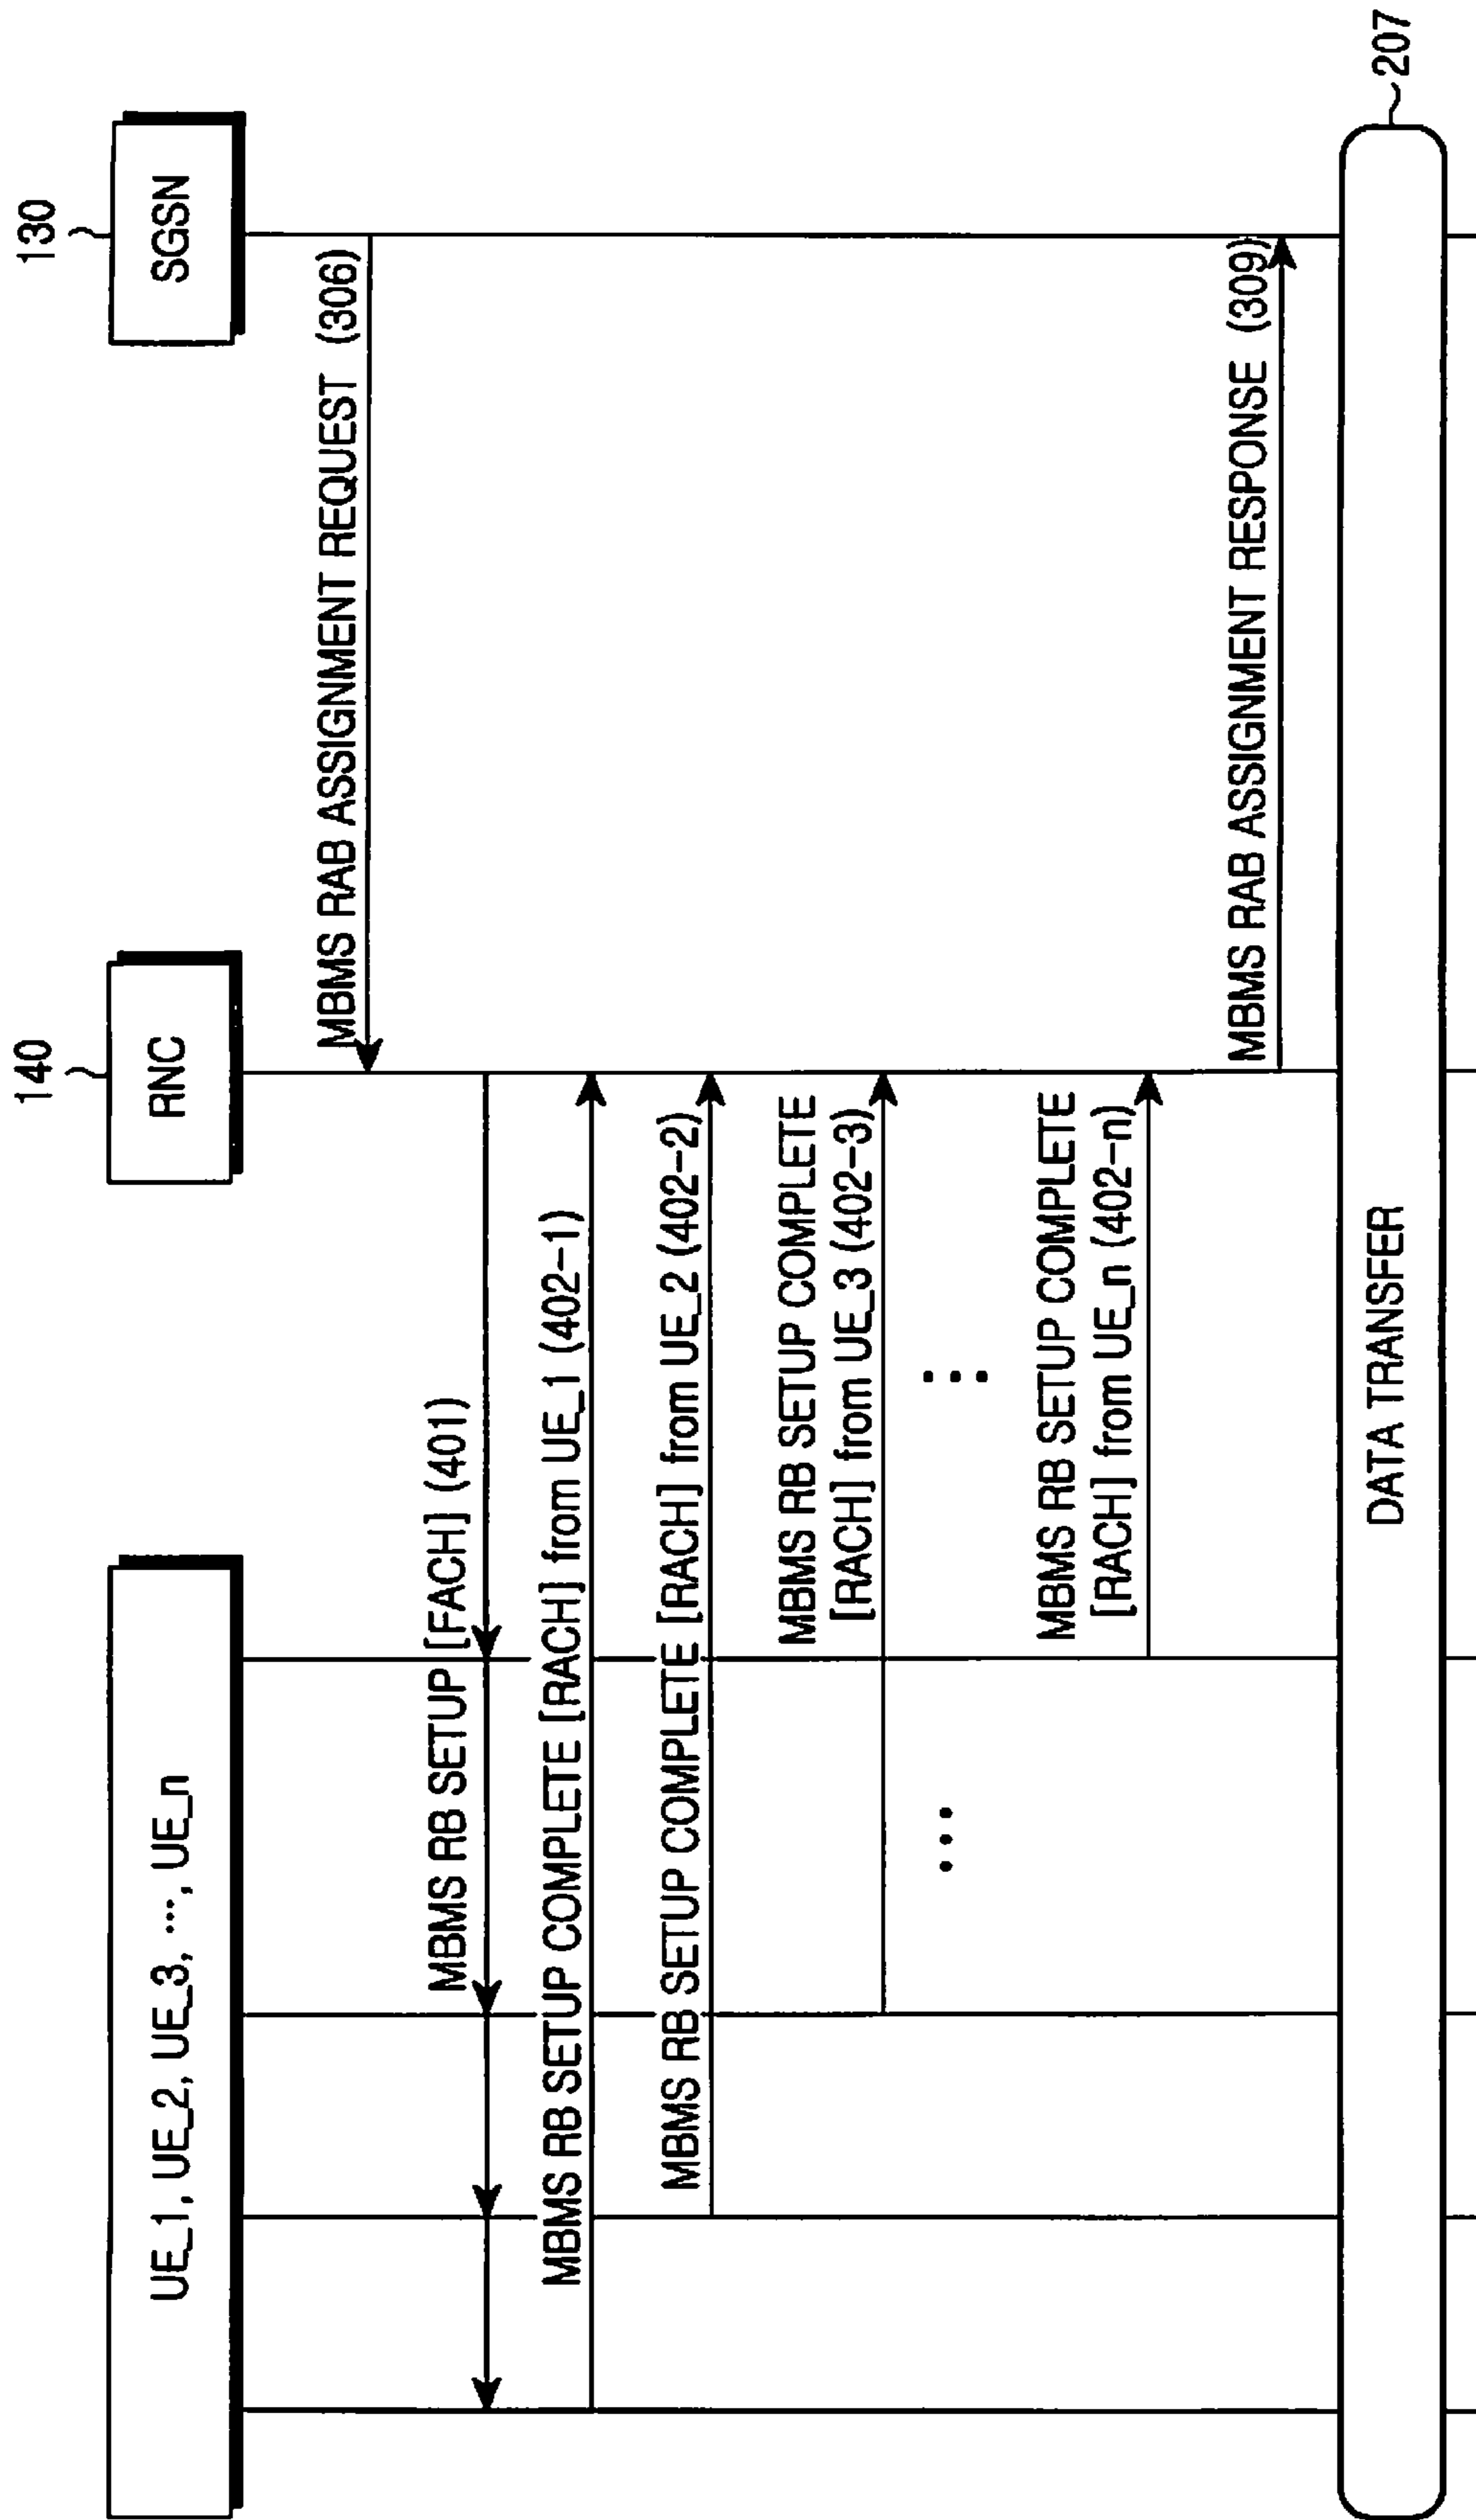 130
140
SGSN
RNC
UE_1, UE_2, UE_3, ..., UE_n
MBMS RAB ASSIGNMENT REQUEST (306)
MBMS RB SETUP [FACH] (401)
MBMS RB SETUP COMPLETE [RACH] from UE_1 (402-1)
MBMS RB SETUP COMPLETE [RACH] from UE_2 (402-2)
MBMS RB SETUP COMPLETE
[RACH] from UE_3 (402-3)
...
...
MBMS RB SETUP COMPLETE
[RACH] from UE_n (402-n)
MBMS RAB ASSIGNMENT RESPONSE (309)
DATA TRANSFER
207